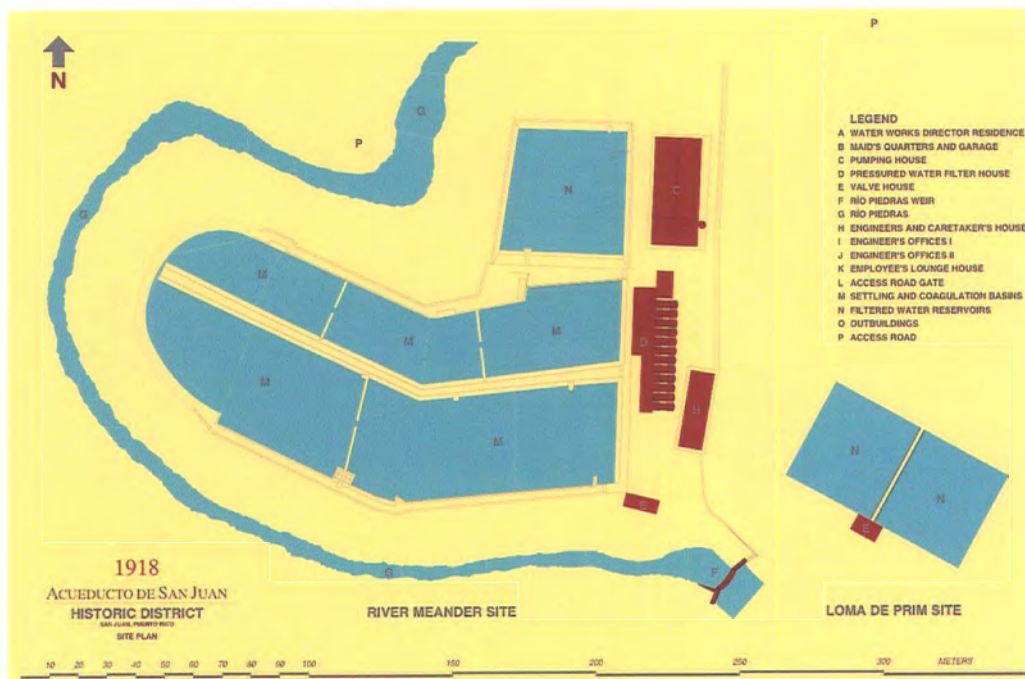 P
N
G
P
LEGEND
A WATER WORKS DIRECTOR RESIDENCE
B MAID'S QUARTERS AND GARAGE
C PUMPING HOUSE
D PRESSURED WATER FILTER HOUSE
E VALVE HOUSE
F RÍO PIEDRAS WEIR
G RÍO PIEDRAS
H ENGINEERS AND CARETAKER'S HOUSE
I ENGINEER'S OFFICES I
J ENGINEER'S OFFICES II
K EMPLOYEE'S LOUNGE HOUSE
L ACCESS ROAD GATE
M SETTLING AND COAGULATION BASINS
N FILTERED WATER RESERVOIRS
O OUTBUILDINGS
P ACCESS ROAD
N
C
G
M
M
M
D
M
M
H
N
N
E
E
G
F
1918
ACUEDUCTO DE SAN JUAN
HISTORIC DISTRICT
SAN JUAN, PUERTO RICO
SITE PLAN
RIVER MEANDER SITE
LOMA DE PRIM SITE
10 20 30 40 50 60 70 80 90 100 150 200 250 300 METERS